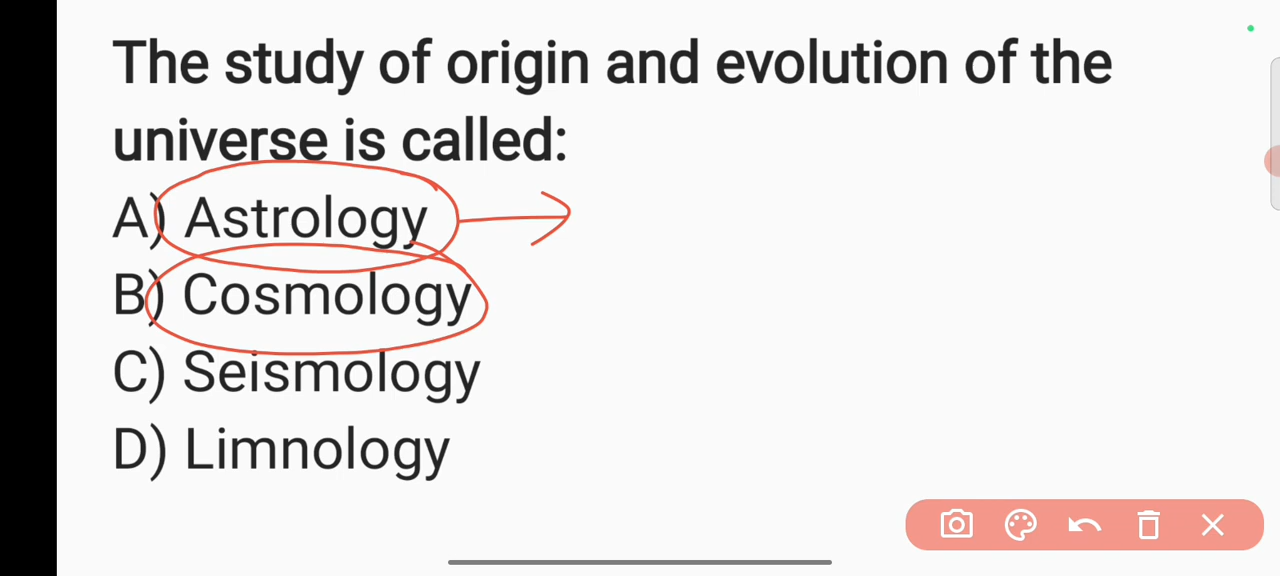 The study of origin and evolution of the
universe is called:
A) Astrology
B) Cosmology
C) Seismology
D) Limnology